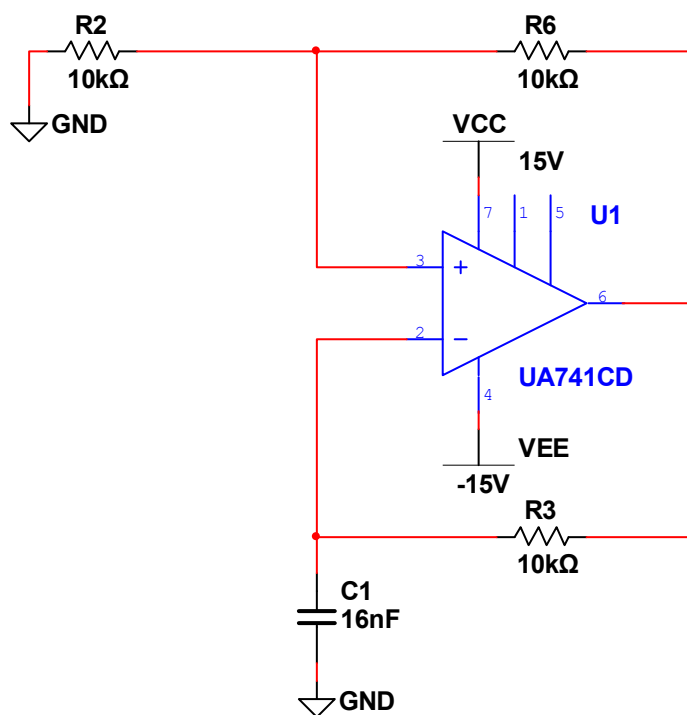 R2
10kΩ
GND
R6
10kΩ
VCC
15V
7
1
5
U1
3
+
6
2
−
UA741CD
4
VEE
-15V
R3
10kΩ
C1
16nF
GND